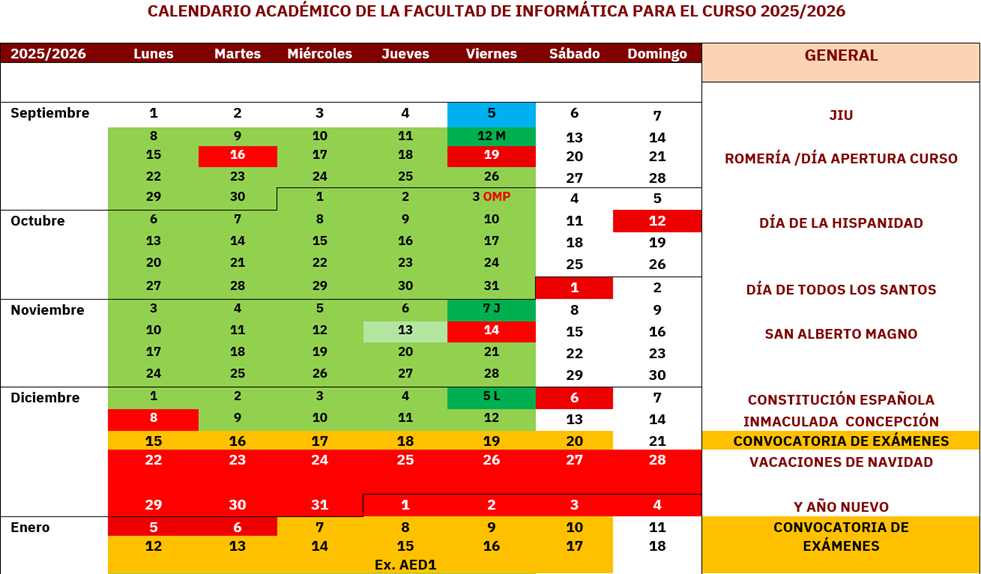 CALENDARIO ACADÉMICO DE LA FACULTAD DE INFORMÁTICA PARA EL CURSO 2025/2026
2025/2026 Lunes Martes Miércoles Jueves Viernes Sábado Domingo GENERAL
Septiembre 1 2 3 4 5 6 7 JIU
8 9 10 11 12 M 13 14
15 16 17 18 19 20 21 ROMERÍA /DÍA APERTURA CURSO
22 23 24 25 26 27 28
29 30 1 2 3 OMP 4 5
Octubre 6 7 8 9 10 11 12 DÍA DE LA HISPANIDAD
13 14 15 16 17 18 19
20 21 22 23 24 25 26
27 28 29 30 31 1 2 DÍA DE TODOS LOS SANTOS
Noviembre 3 4 5 6 7 J 8 9
10 11 12 13 14 15 16 SAN ALBERTO MAGNO
17 18 19 20 21 22 23
24 25 26 27 28 29 30
Diciembre 1 2 3 4 5 L 6 7 CONSTITUCIÓN ESPAÑOLA
8 9 10 11 12 13 14 INMACULADA CONCEPCIÓN
15 16 17 18 19 20 21 CONVOCATORIA DE EXÁMENES
22 23 24 25 26 27 28 VACACIONES DE NAVIDAD
29 30 31 1 2 3 4 Y AÑO NUEVO
Enero 5 6 7 8 9 10 11 CONVOCATORIA DE
12 13 14 15 16 17 18 EXÁMENES
Ex. AED1